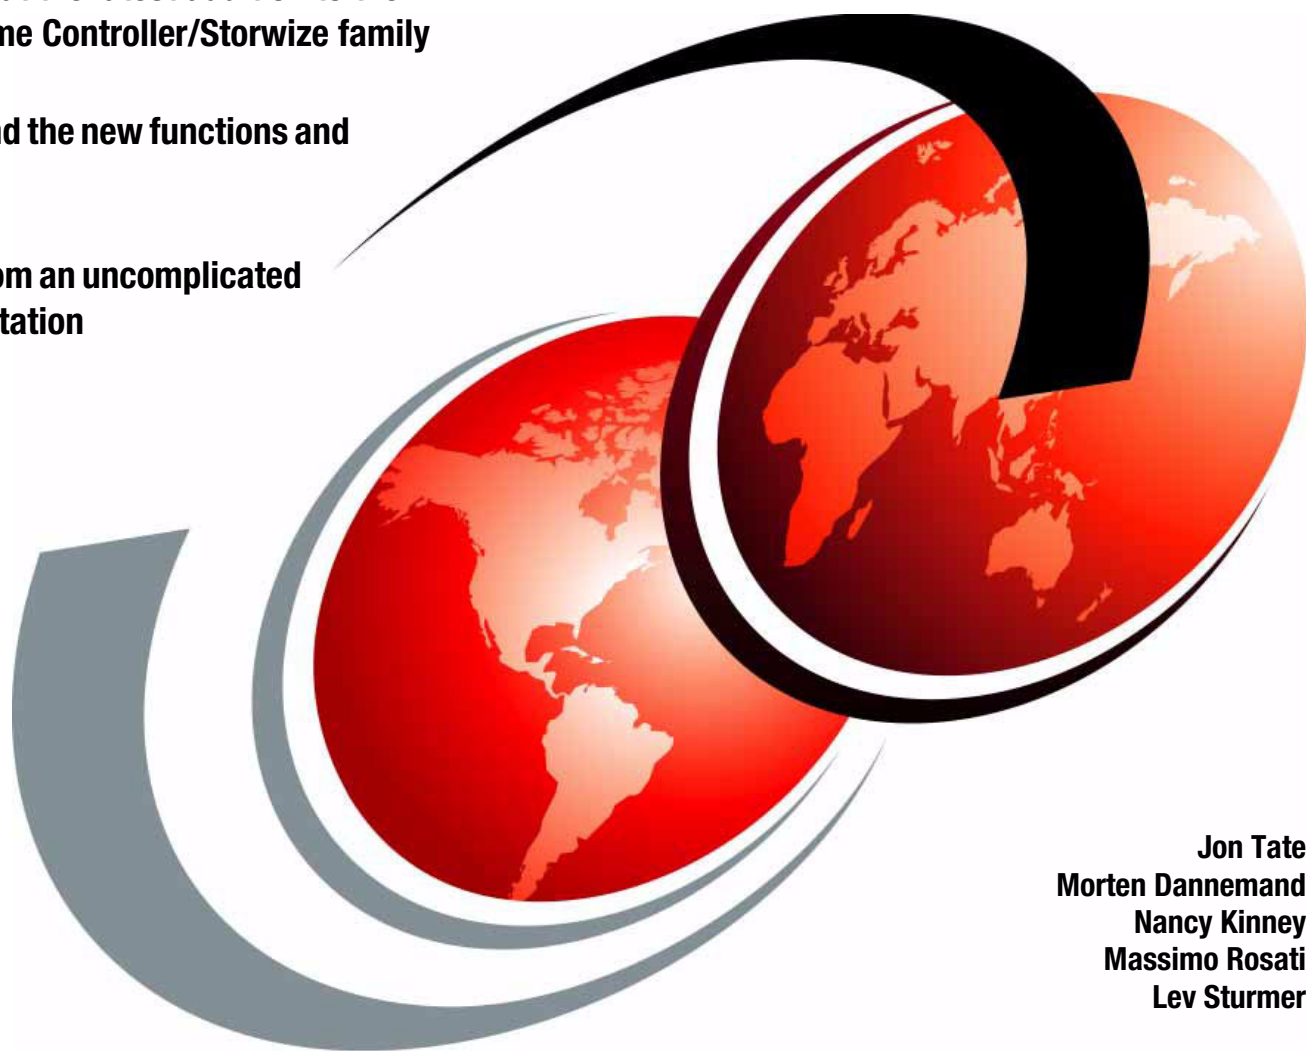 me Controller/Storwize family
d the new functions and
om an uncomplicated
tation
Jon Tate
Morten Dannemand
Nancy Kinney
Massimo Rosati
Lev Sturmer